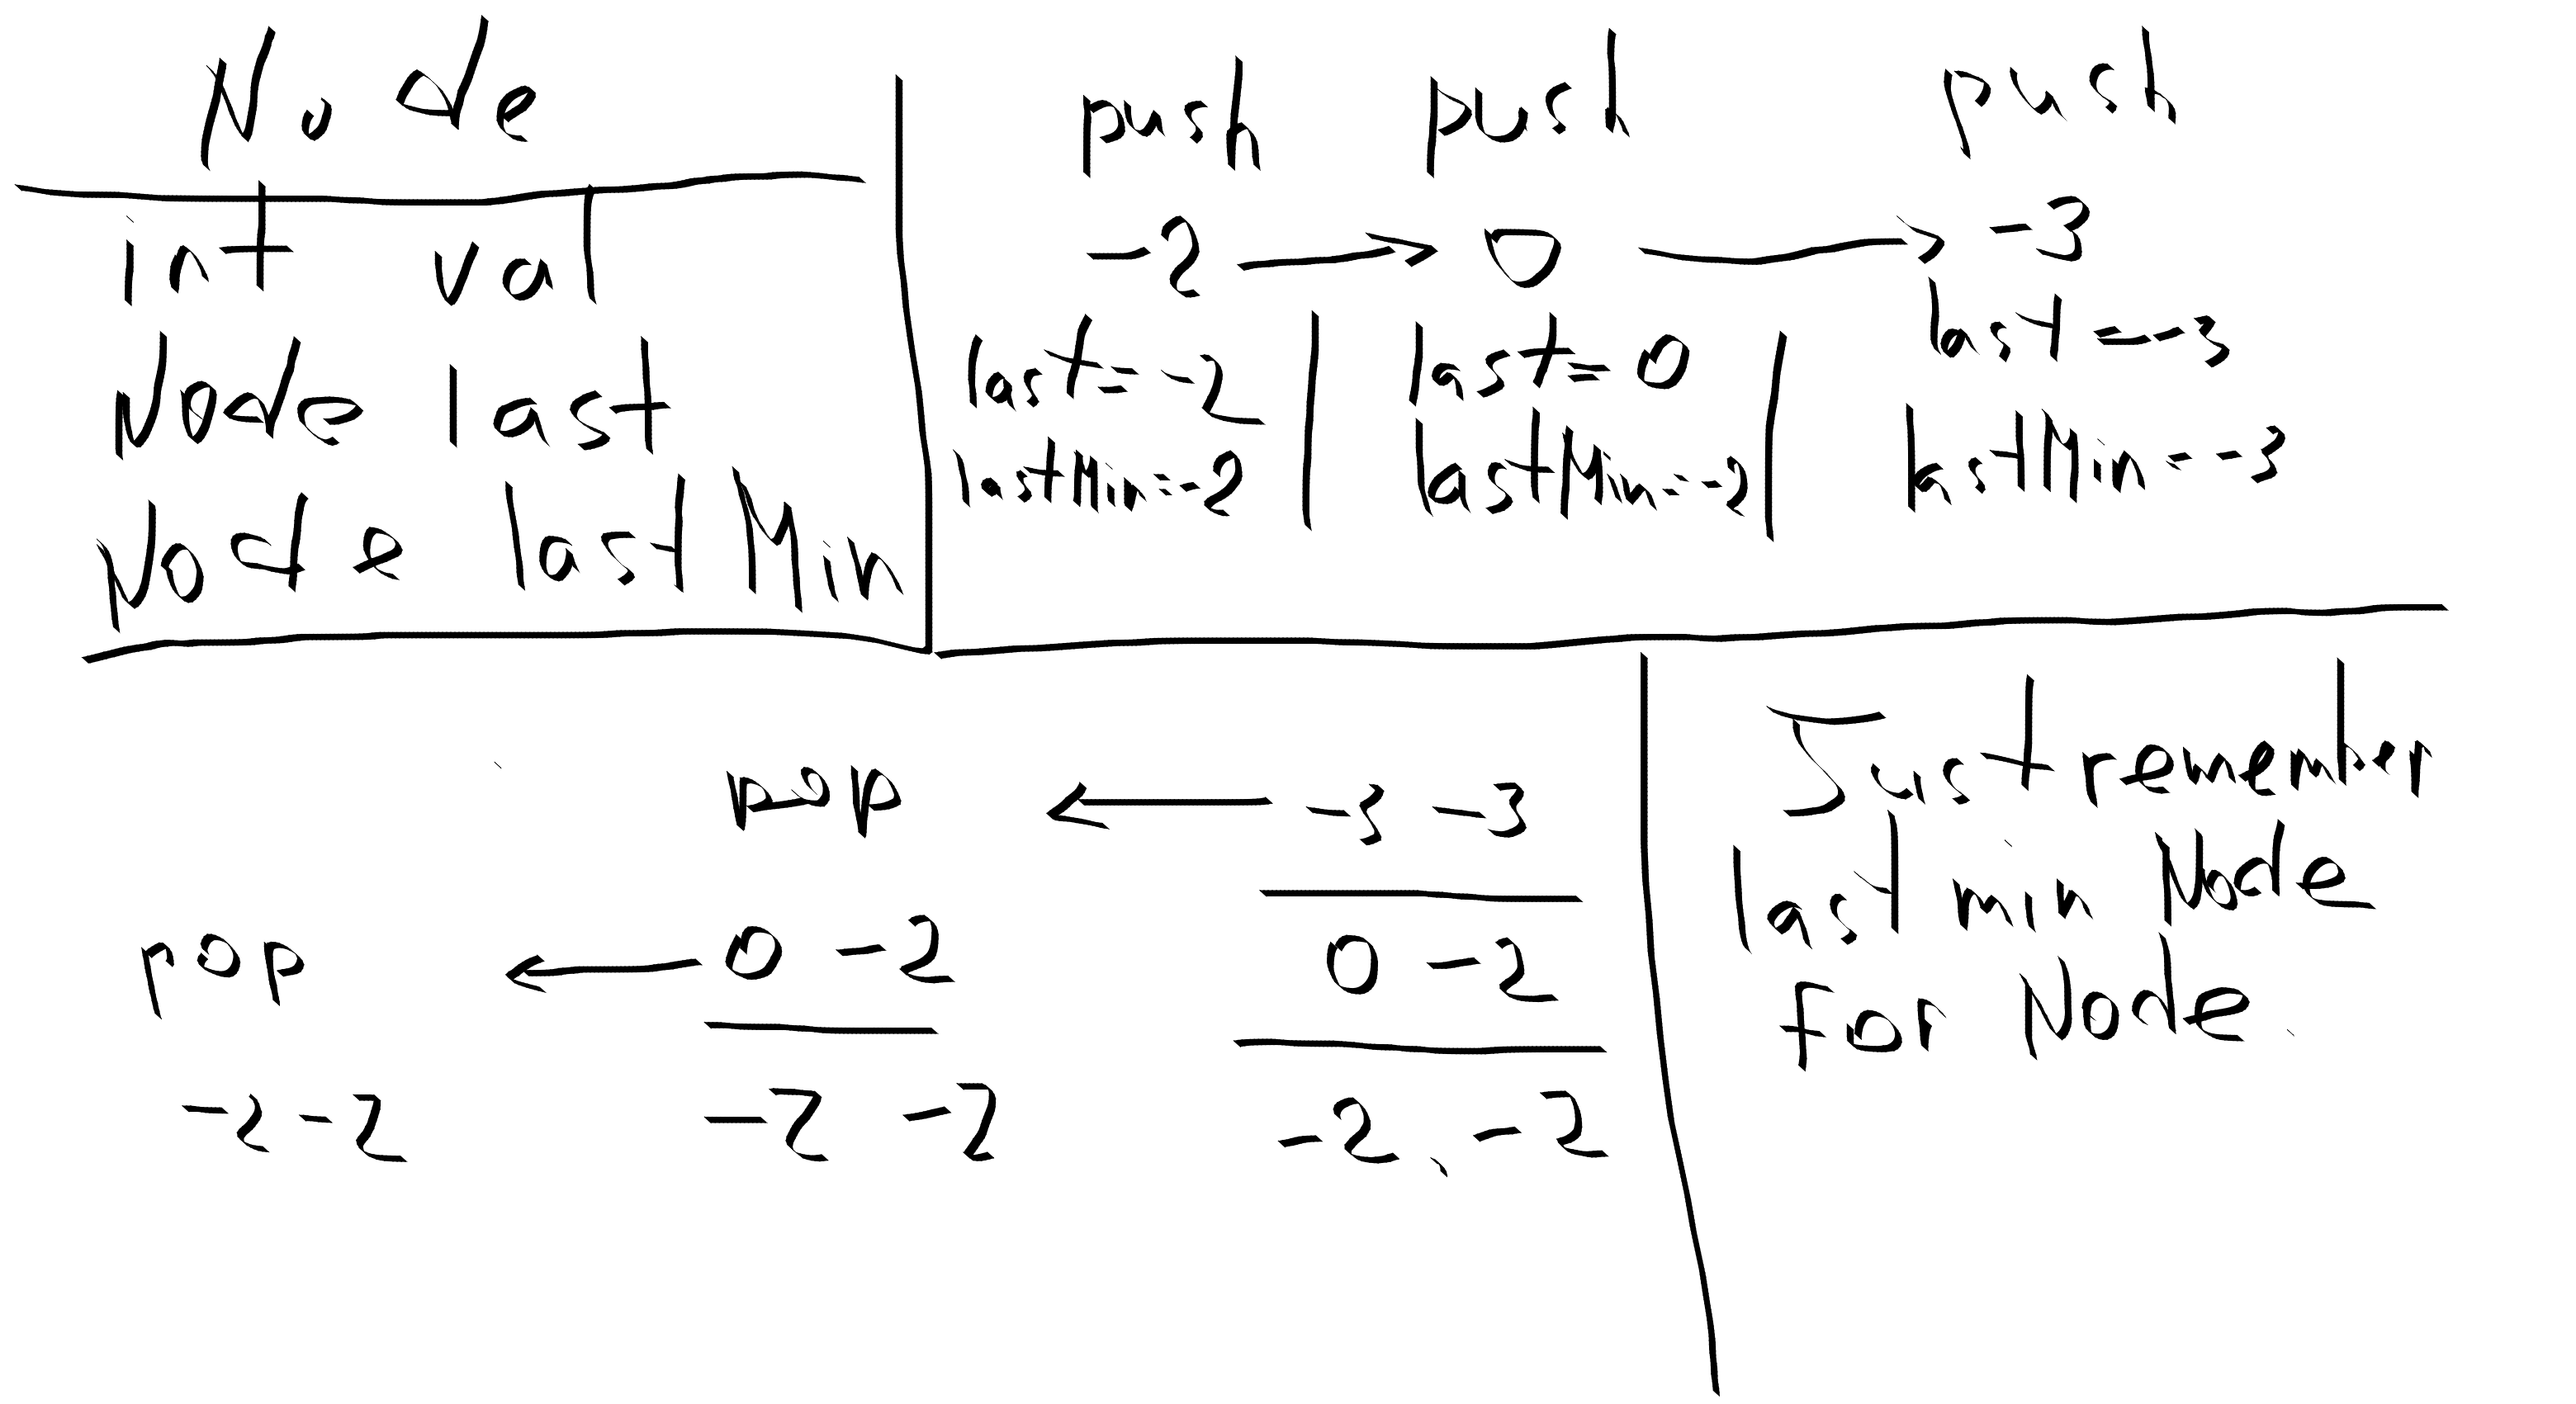 Node
int val
Node last
Node lastMin
push push push
-2 → 0 → -3
last=-2 | last=0 | last=-3
lastMin=-2 | lastMin=-2 | lastMin=-3
pop ← -3 -3
pop ← 0 -2 0 -2
-2 -2 -2 -2 -2, -2
Just remember
last min Node
for Node.